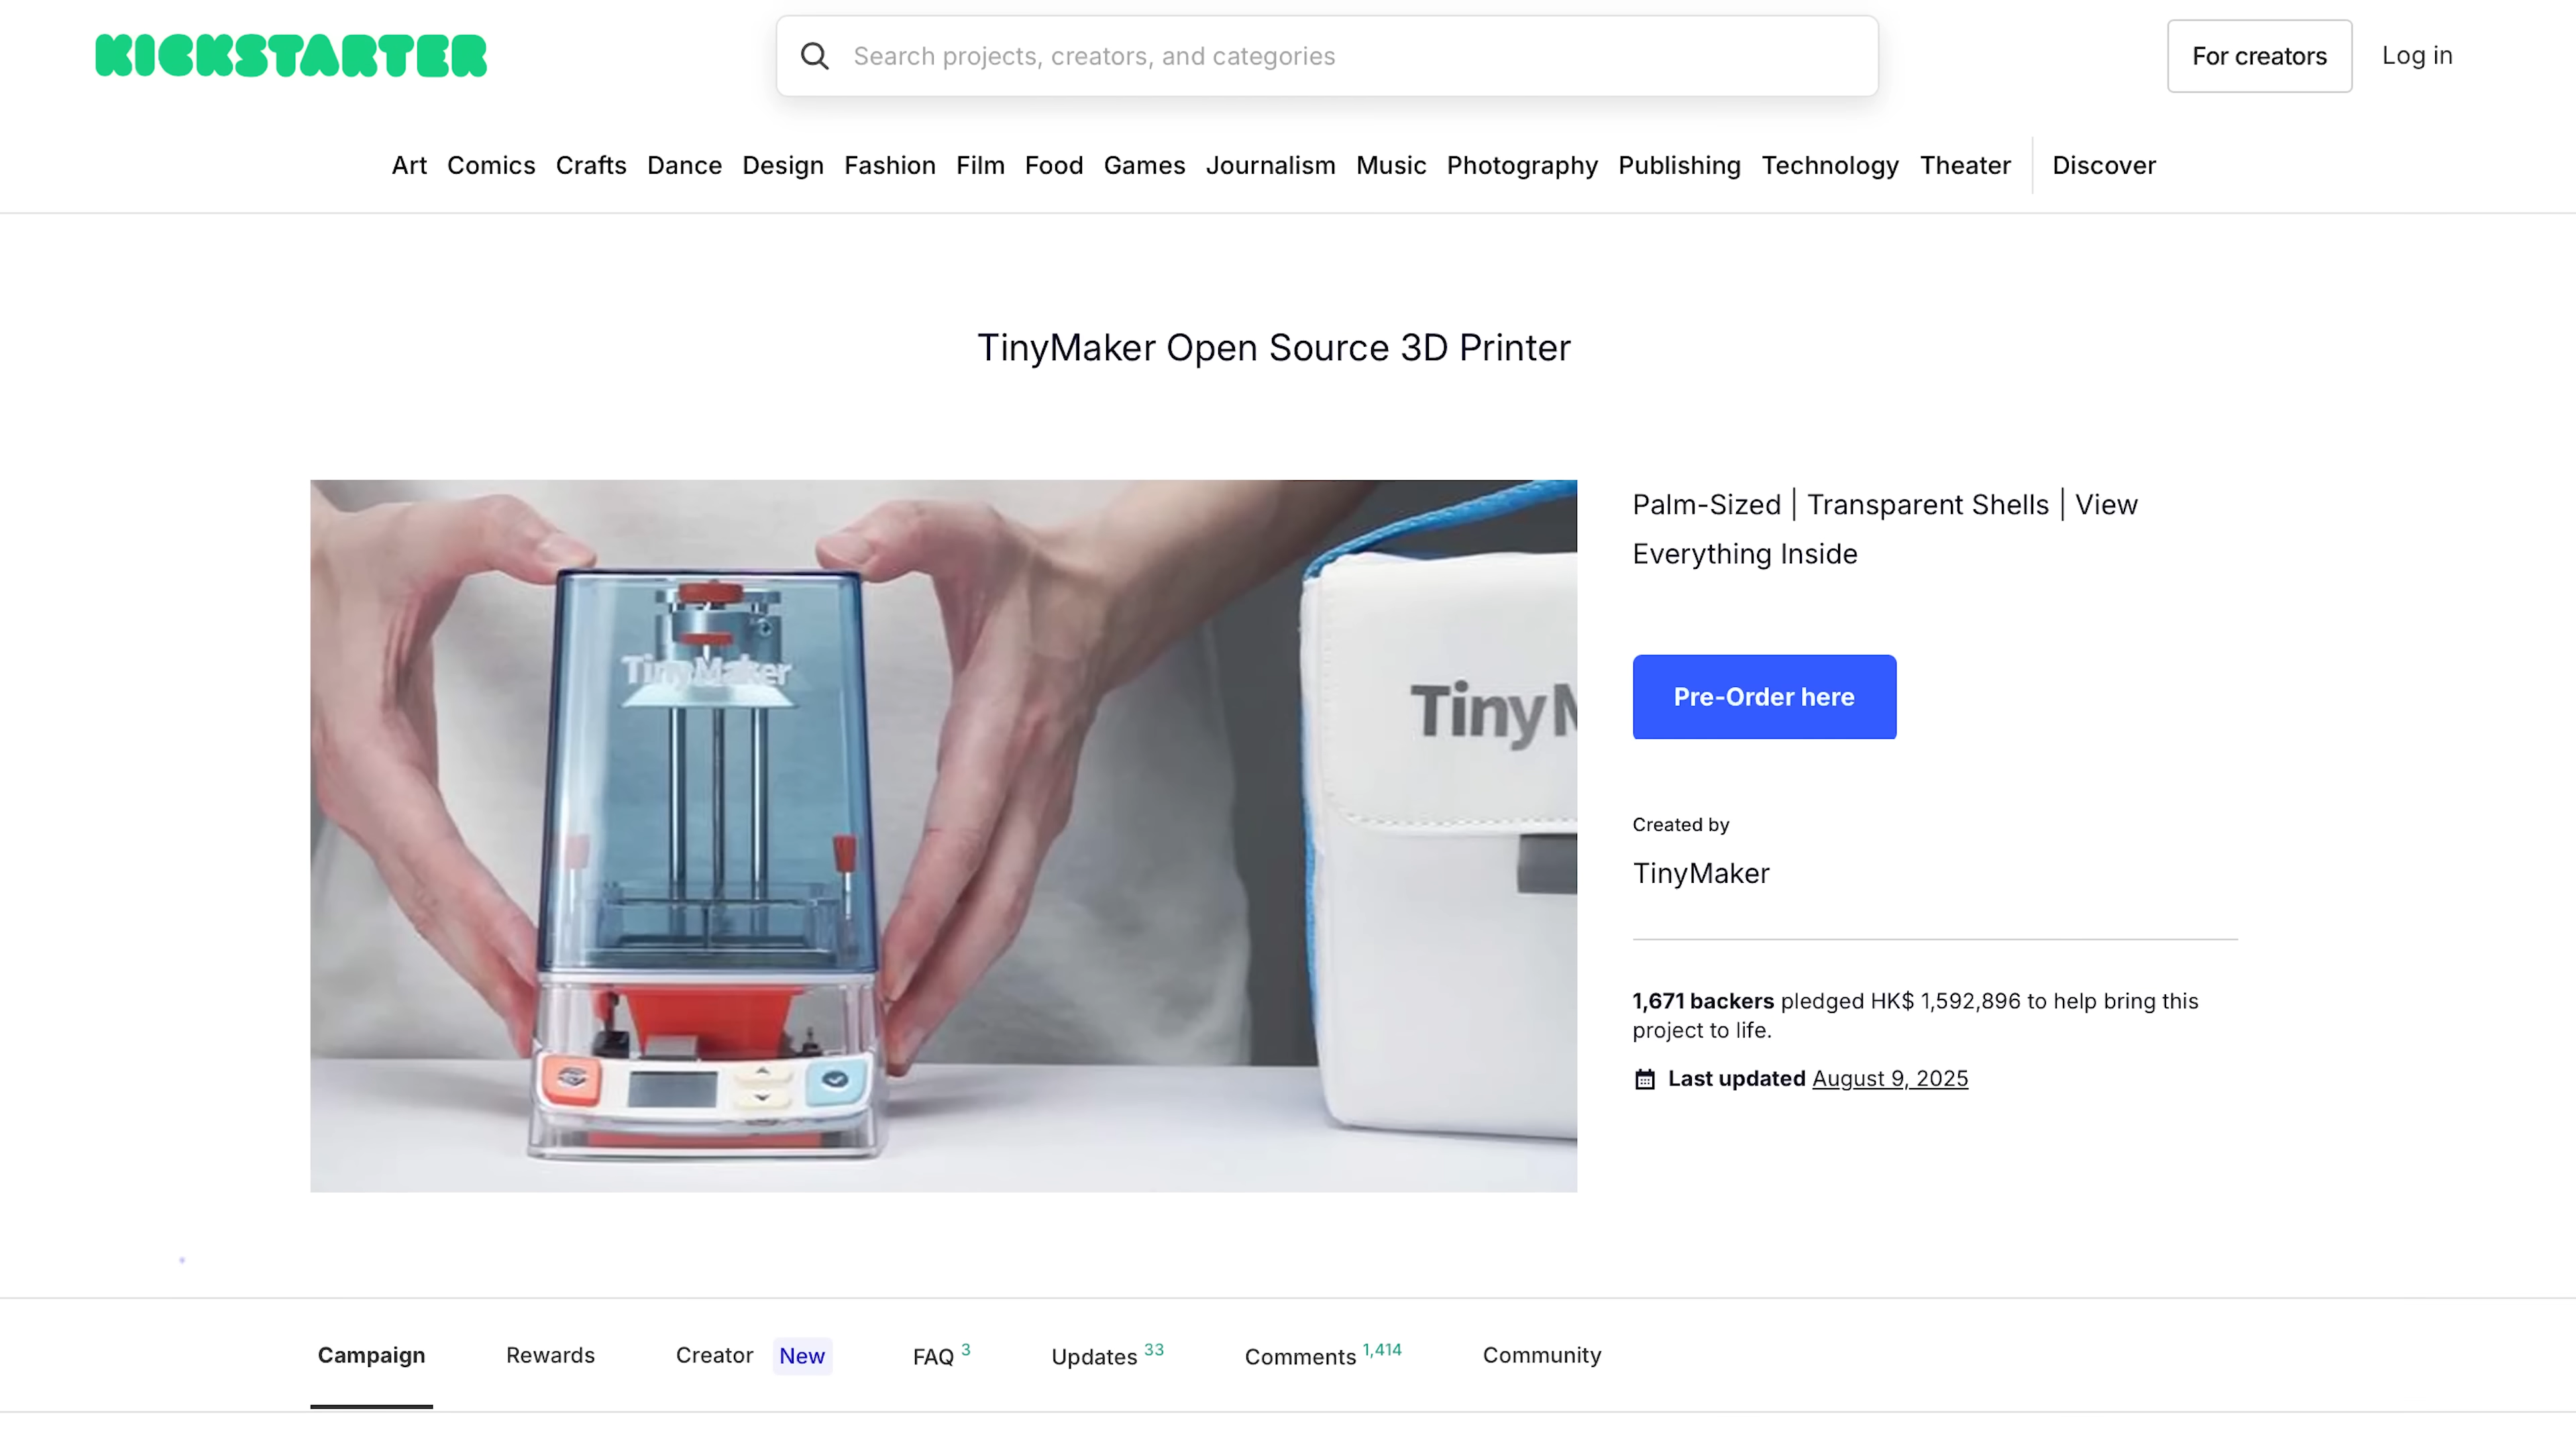 KICKSTARTER
Search projects, creators, and categories
For creators
Log in
Art Comics Crafts Dance Design Fashion Film Food Games Journalism Music Photography Publishing Technology Theater Discover
TinyMaker Open Source 3D Printer
TinyMaker
TinyM
Palm-Sized | Transparent Shells | View
Everything Inside
Pre-Order here
Created by
TinyMaker
1,671 backers pledged HK$ 1,592,896 to help bring this
project to life.
Last updated August 9, 2025
Campaign Rewards Creator New FAQ 3 Updates 33 Comments 1,414 Community